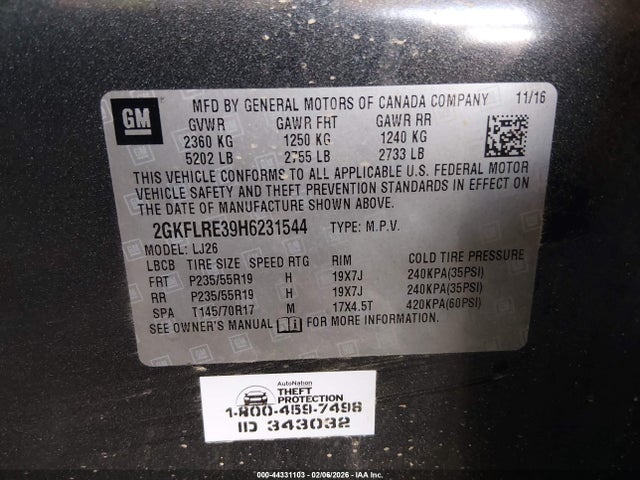 GM
MFD BY GENERAL MOTORS OF CANADA COMPANY 11/16
GVWR GAWR FRT GAWR RR
2360 KG 1250 KG 1240 KG
5202 LB 2755 LB 2733 LB
THIS VEHICLE CONFORMS TO ALL APPLICABLE U.S. FEDERAL MOTOR
VEHICLE SAFETY AND THEFT PREVENTION STANDARDS IN EFFECT ON
THE DATE OF MANUFACTURE SHOWN ABOVE.
2GKFLRE39H6231544 TYPE: M.P.V.
MODEL: LJ26
LBCB TIRE SIZE SPEED RTG RIM COLD TIRE PRESSURE
FRT P235/55R19 H 19X7J 240KPA(35PSI)
RR P235/55R19 H 19X7J 240KPA(35PSI)
SPA T145/70R17 M 17X4.5T 420KPA(60PSI)
SEE OWNER'S MANUAL FOR MORE INFORMATION.
AutoNation
THEFT
PROTECTION
1-800-459-7498
ID 343032
000-44331103 - 02/06/2026 - IAA Inc.